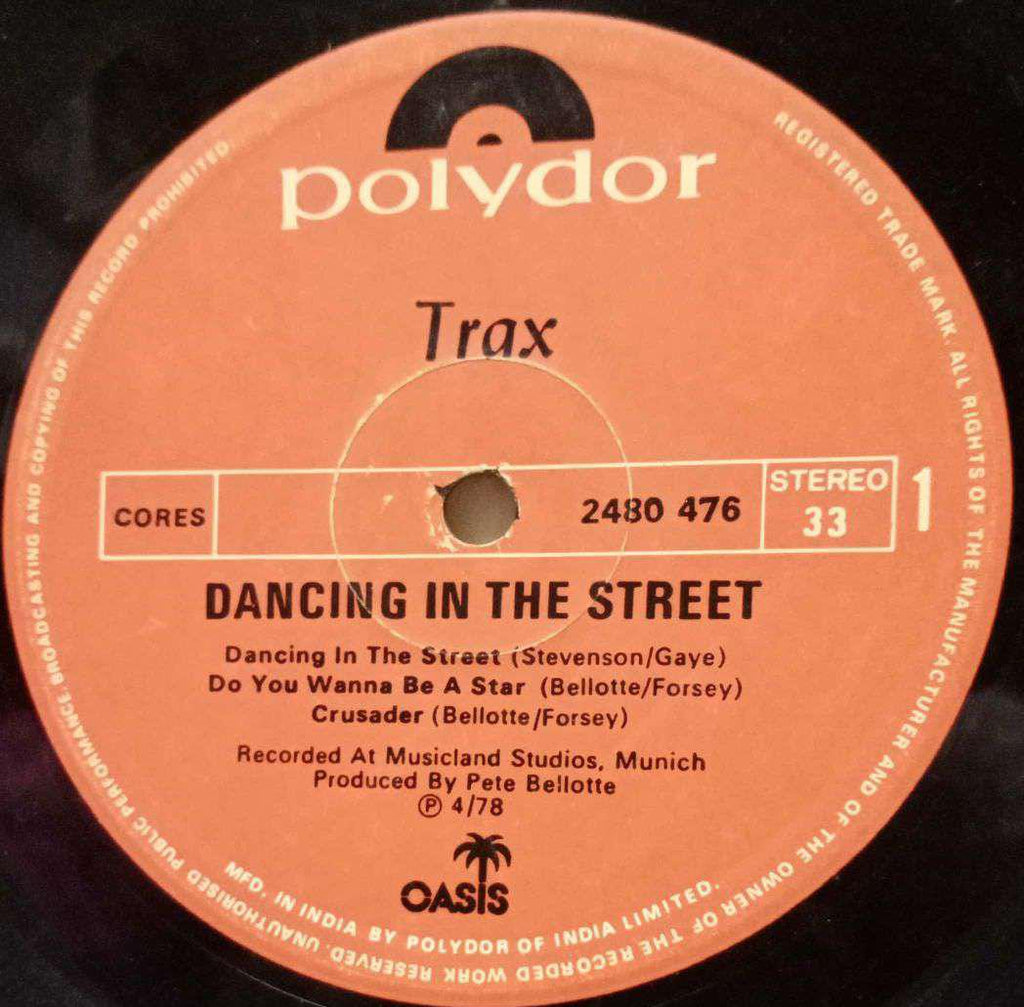 polydor
Trax
CORES
2480 476
STEREO
33
1
DANCING IN THE STREET
Dancing In The Street (Stevenson/Gaye)
Do You Wanna Be A Star (Bellotte/Forsey)
Crusader (Bellotte/Forsey)
Recorded At Musicland Studios, Munich
Produced By Pete Bellotte
℗ 4/78
OASIS
MFD. IN INDIA BY POLYDOR OF INDIA LIMITED.
REGISTERED TRADE MARK. ALL RIGHTS OF THE MANUFACTURER AND OF THE OWNER OF THE RECORDED WORK RESERVED. UNAUTHORISED PUBLIC PERFORMANCE BROADCASTING AND COPYING OF THIS RECORD PROHIBITED.